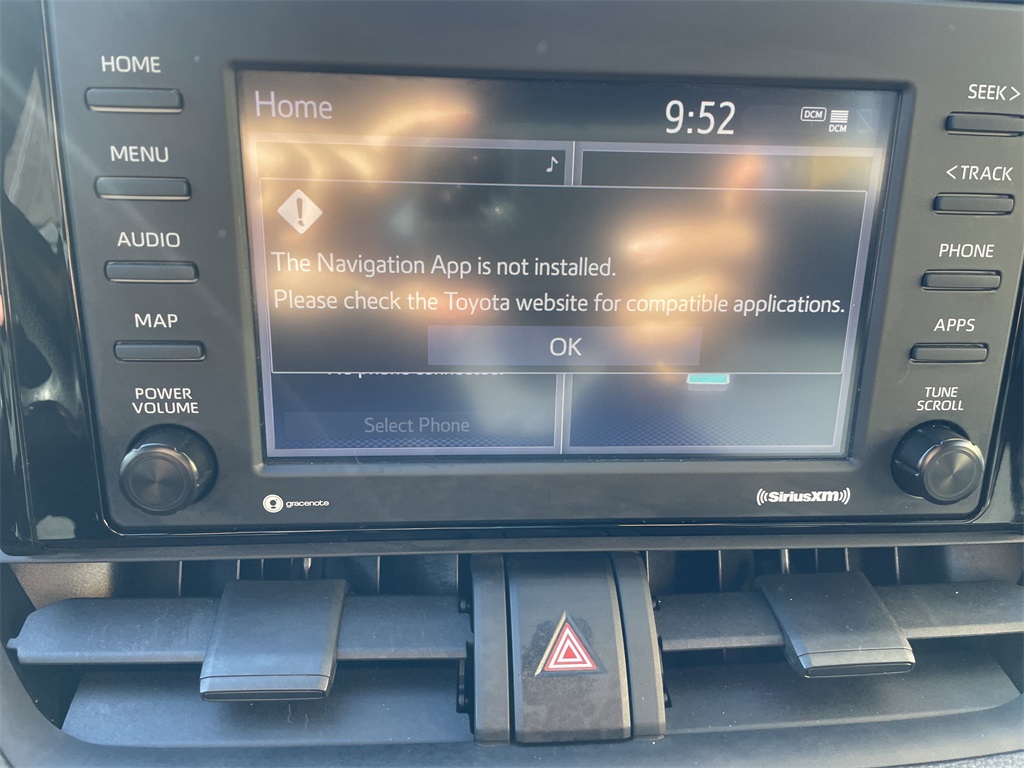 HOME
MENU
AUDIO
MAP
POWER
VOLUME
Home
9:52
DCM
DCM
The Navigation App is not installed.
Please check the Toyota website for compatible applications.
OK
Select Phone
gracenote
SiriusXM
SEEK>
<TRACK
PHONE
APPS
TUNE
SCROLL